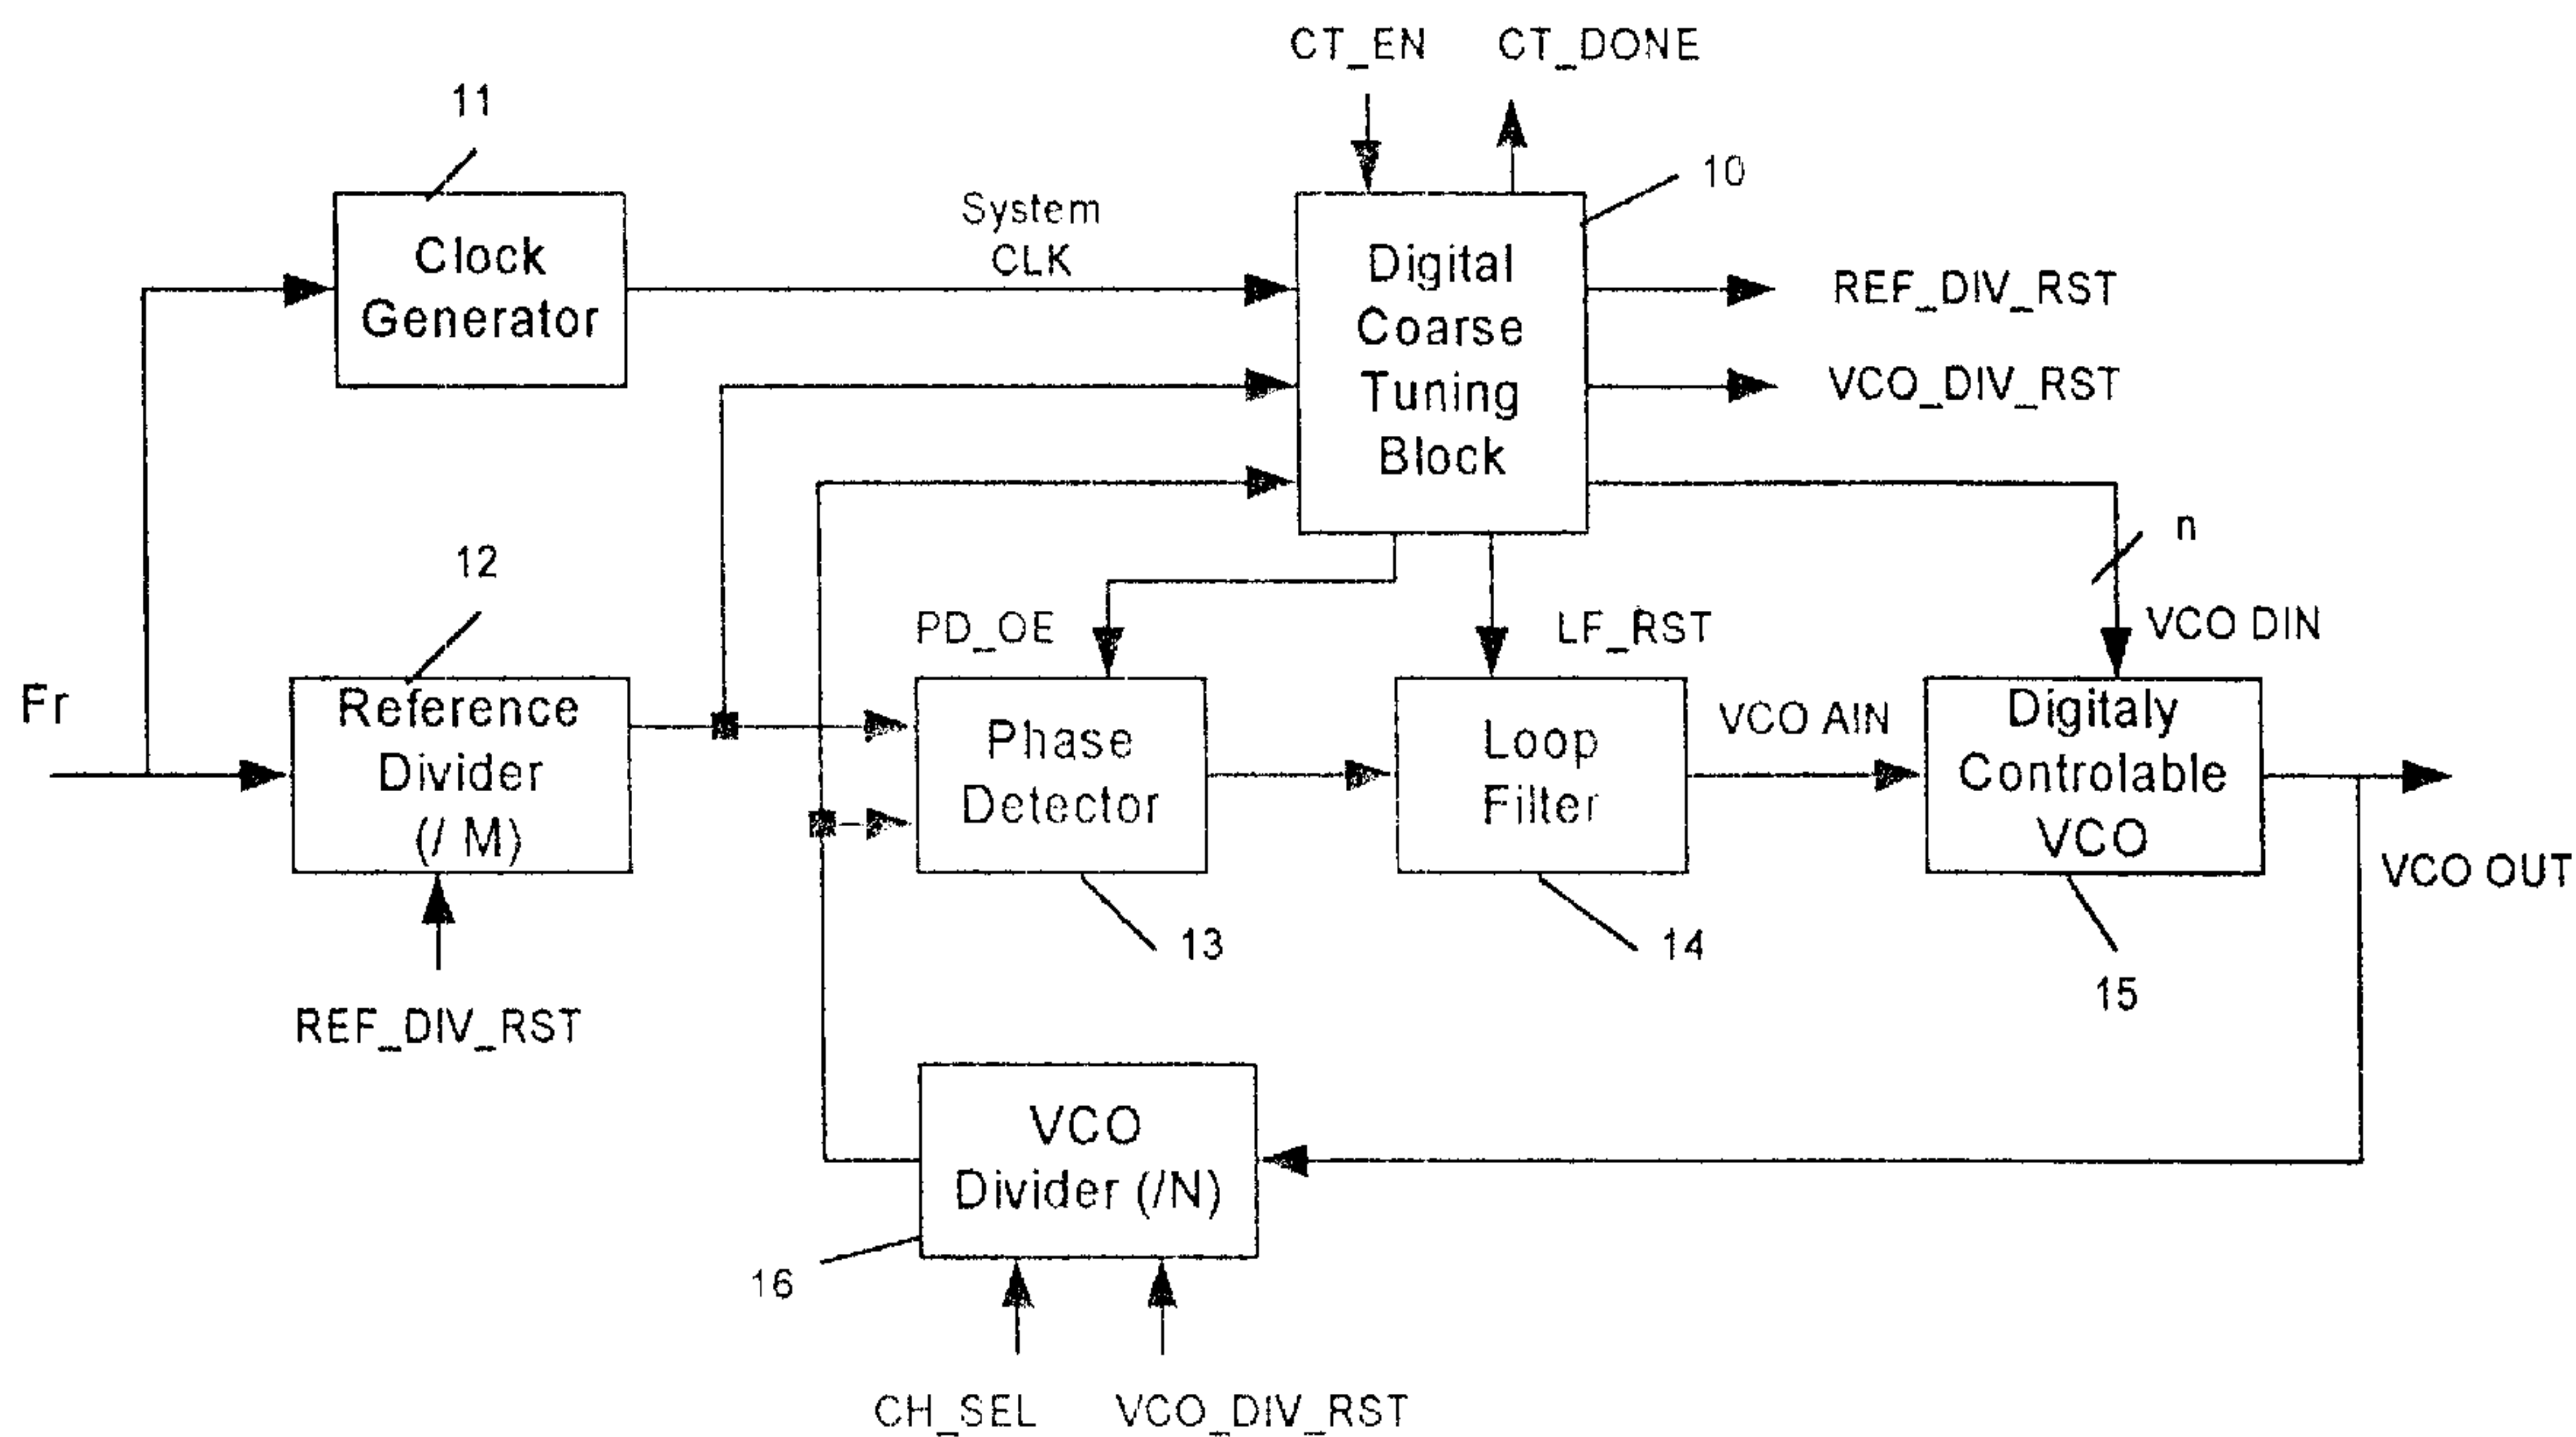 CT_EN
CT_DONE
11
10
Clock
Generator
System
CLK
Digital
Coarse
Tuning
Block
REF_DIV_RST
VCO_DIV_RST
n
12
PD_OE
LF_RST
VCO DIN
Fr
Reference
Divider
(/ M)
Phase
Detector
Loop
Filter
VCO AIN
Digitaly
Controlable
VCO
VCO OUT
13
14
15
REF_DIV_RST
VCO
Divider (/N)
16
CH_SEL
VCO_DIV_RST